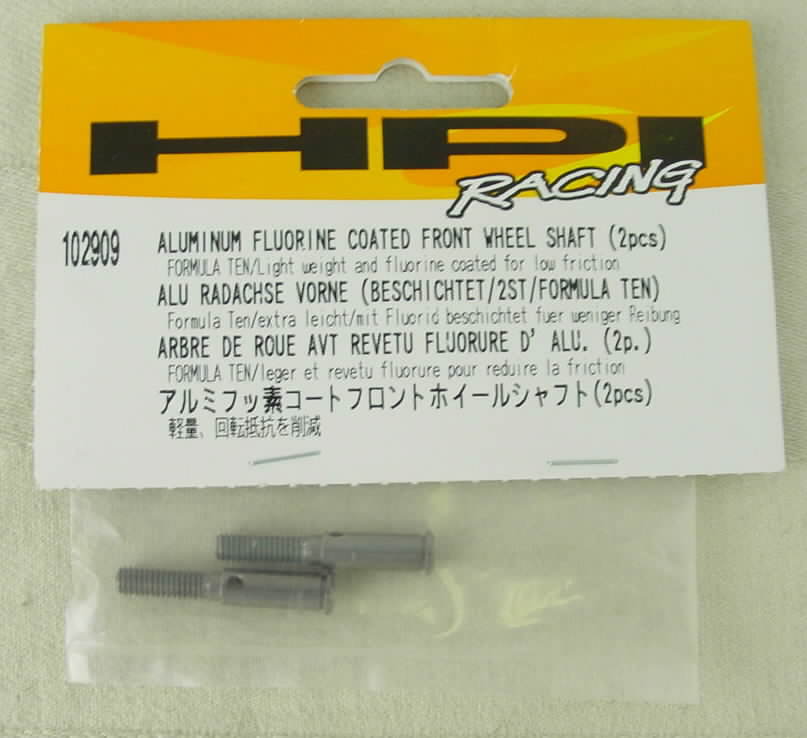 HPI
RACING
102909
ALUMINUM FLUORINE COATED FRONT WHEEL SHAFT (2pcs)
FORMULA TEN/Light weight and fluorine coated for low friction
ALU RADACHSE VORNE (BESCHICHTET/2ST/FORMULA TEN)
Formula Ten/extra leicht/mit Fluorid beschichtet fuer weniger Reibung
ARBRE DE ROUE AVT REVETU FLUORURE D' ALU. (2p.)
FORMULA TEN/leger et revetu fluorure pour reduire la friction
アルミフッ素コートフロントホイールシャフト(2pcs)
軽量、回転抵抗を削減